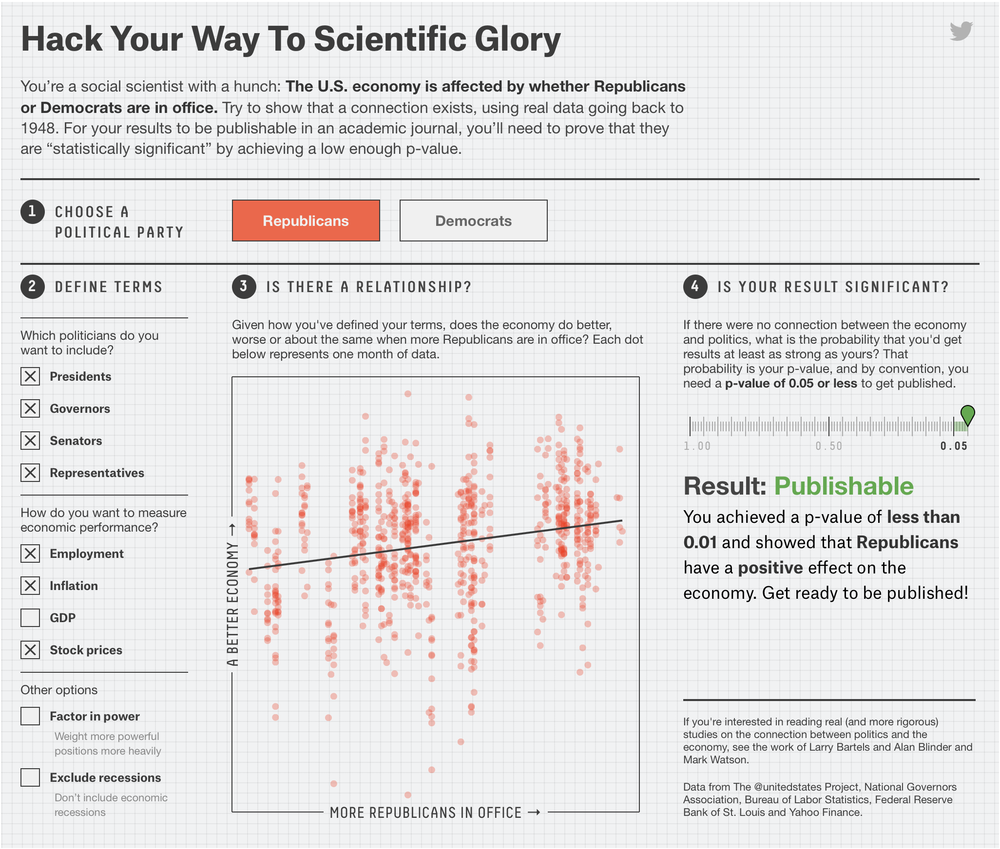 Hack Your Way To Scientific Glory
You’re a social scientist with a hunch: The U.S. economy is affected by whether Republicans
or Democrats are in office. Try to show that a connection exists, using real data going back to
1948. For your results to be publishable in an academic journal, you’ll need to prove that they
are “statistically significant” by achieving a low enough p-value.
1 CHOOSE A
POLITICAL PARTY
Republicans
Democrats
2 DEFINE TERMS
Which politicians do you
want to include?
Presidents
Governors
Senators
Representatives
How do you want to measure
economic performance?
Employment
Inflation
GDP
Stock prices
Other options
Factor in power
Weight more powerful
positions more heavily
Exclude recessions
Don’t include economic
recessions
3 IS THERE A RELATIONSHIP?
Given how you've defined your terms, does the economy do better,
worse or about the same when more Republicans are in office? Each dot
below represents one month of data.
A BETTER ECONOMY →
MORE REPUBLICANS IN OFFICE →
4 IS YOUR RESULT SIGNIFICANT?
If there were no connection between the economy
and politics, what is the probability that you'd get
results at least as strong as yours? That
probability is your p-value, and by convention, you
need a p-value of 0.05 or less to get published.
1.00 0.50 0.05
Result: Publishable
You achieved a p-value of less than
0.01 and showed that Republicans
have a positive effect on the
economy. Get ready to be published!
If you're interested in reading real (and more rigorous)
studies on the connection between politics and the
economy, see the work of Larry Bartels and Alan Blinder and
Mark Watson.
Data from The @unitedstates Project, National Governors
Association, Bureau of Labor Statistics, Federal Reserve
Bank of St. Louis and Yahoo Finance.